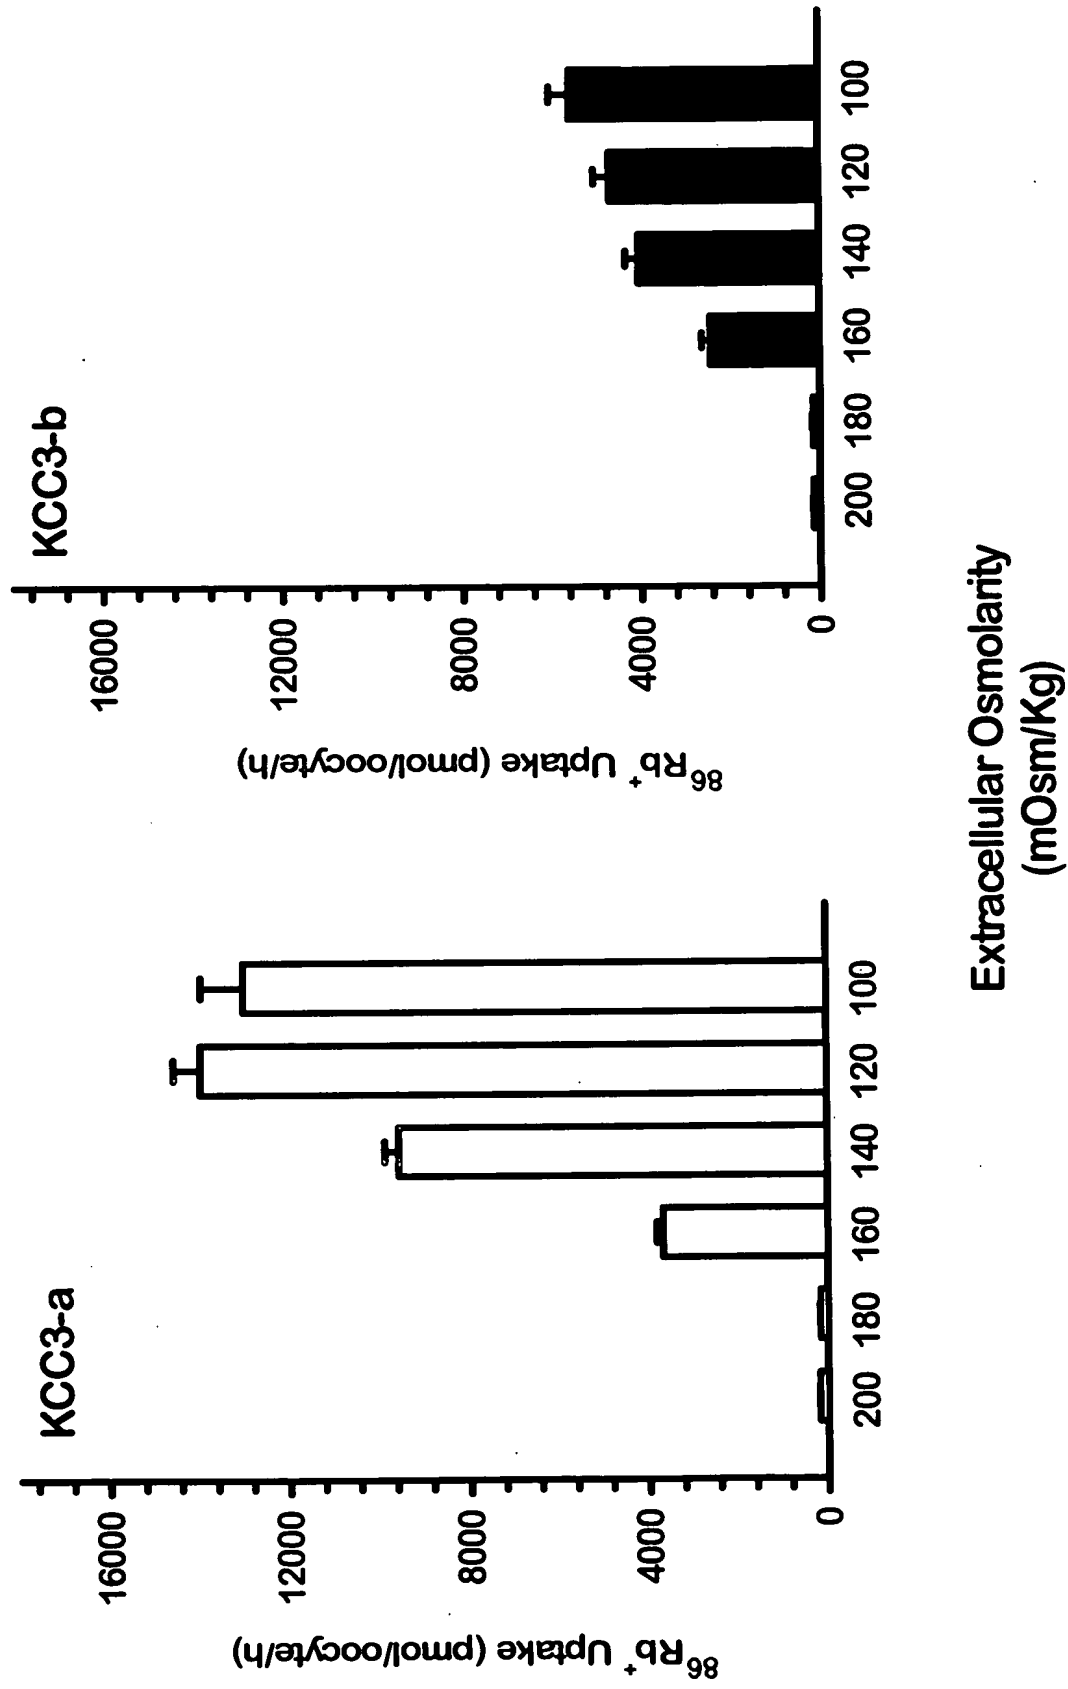 KCC3-a
⁸⁶Rb⁺ Uptake (pmol/oocyte/h)
16000
12000
8000
4000
0
200 180 160 140 120 100
KCC3-b
⁸⁶Rb⁺ Uptake (pmol/oocyte/h)
16000
12000
8000
4000
0
200 180 160 140 120 100
Extracellular Osmolarity
(mOsm/Kg)